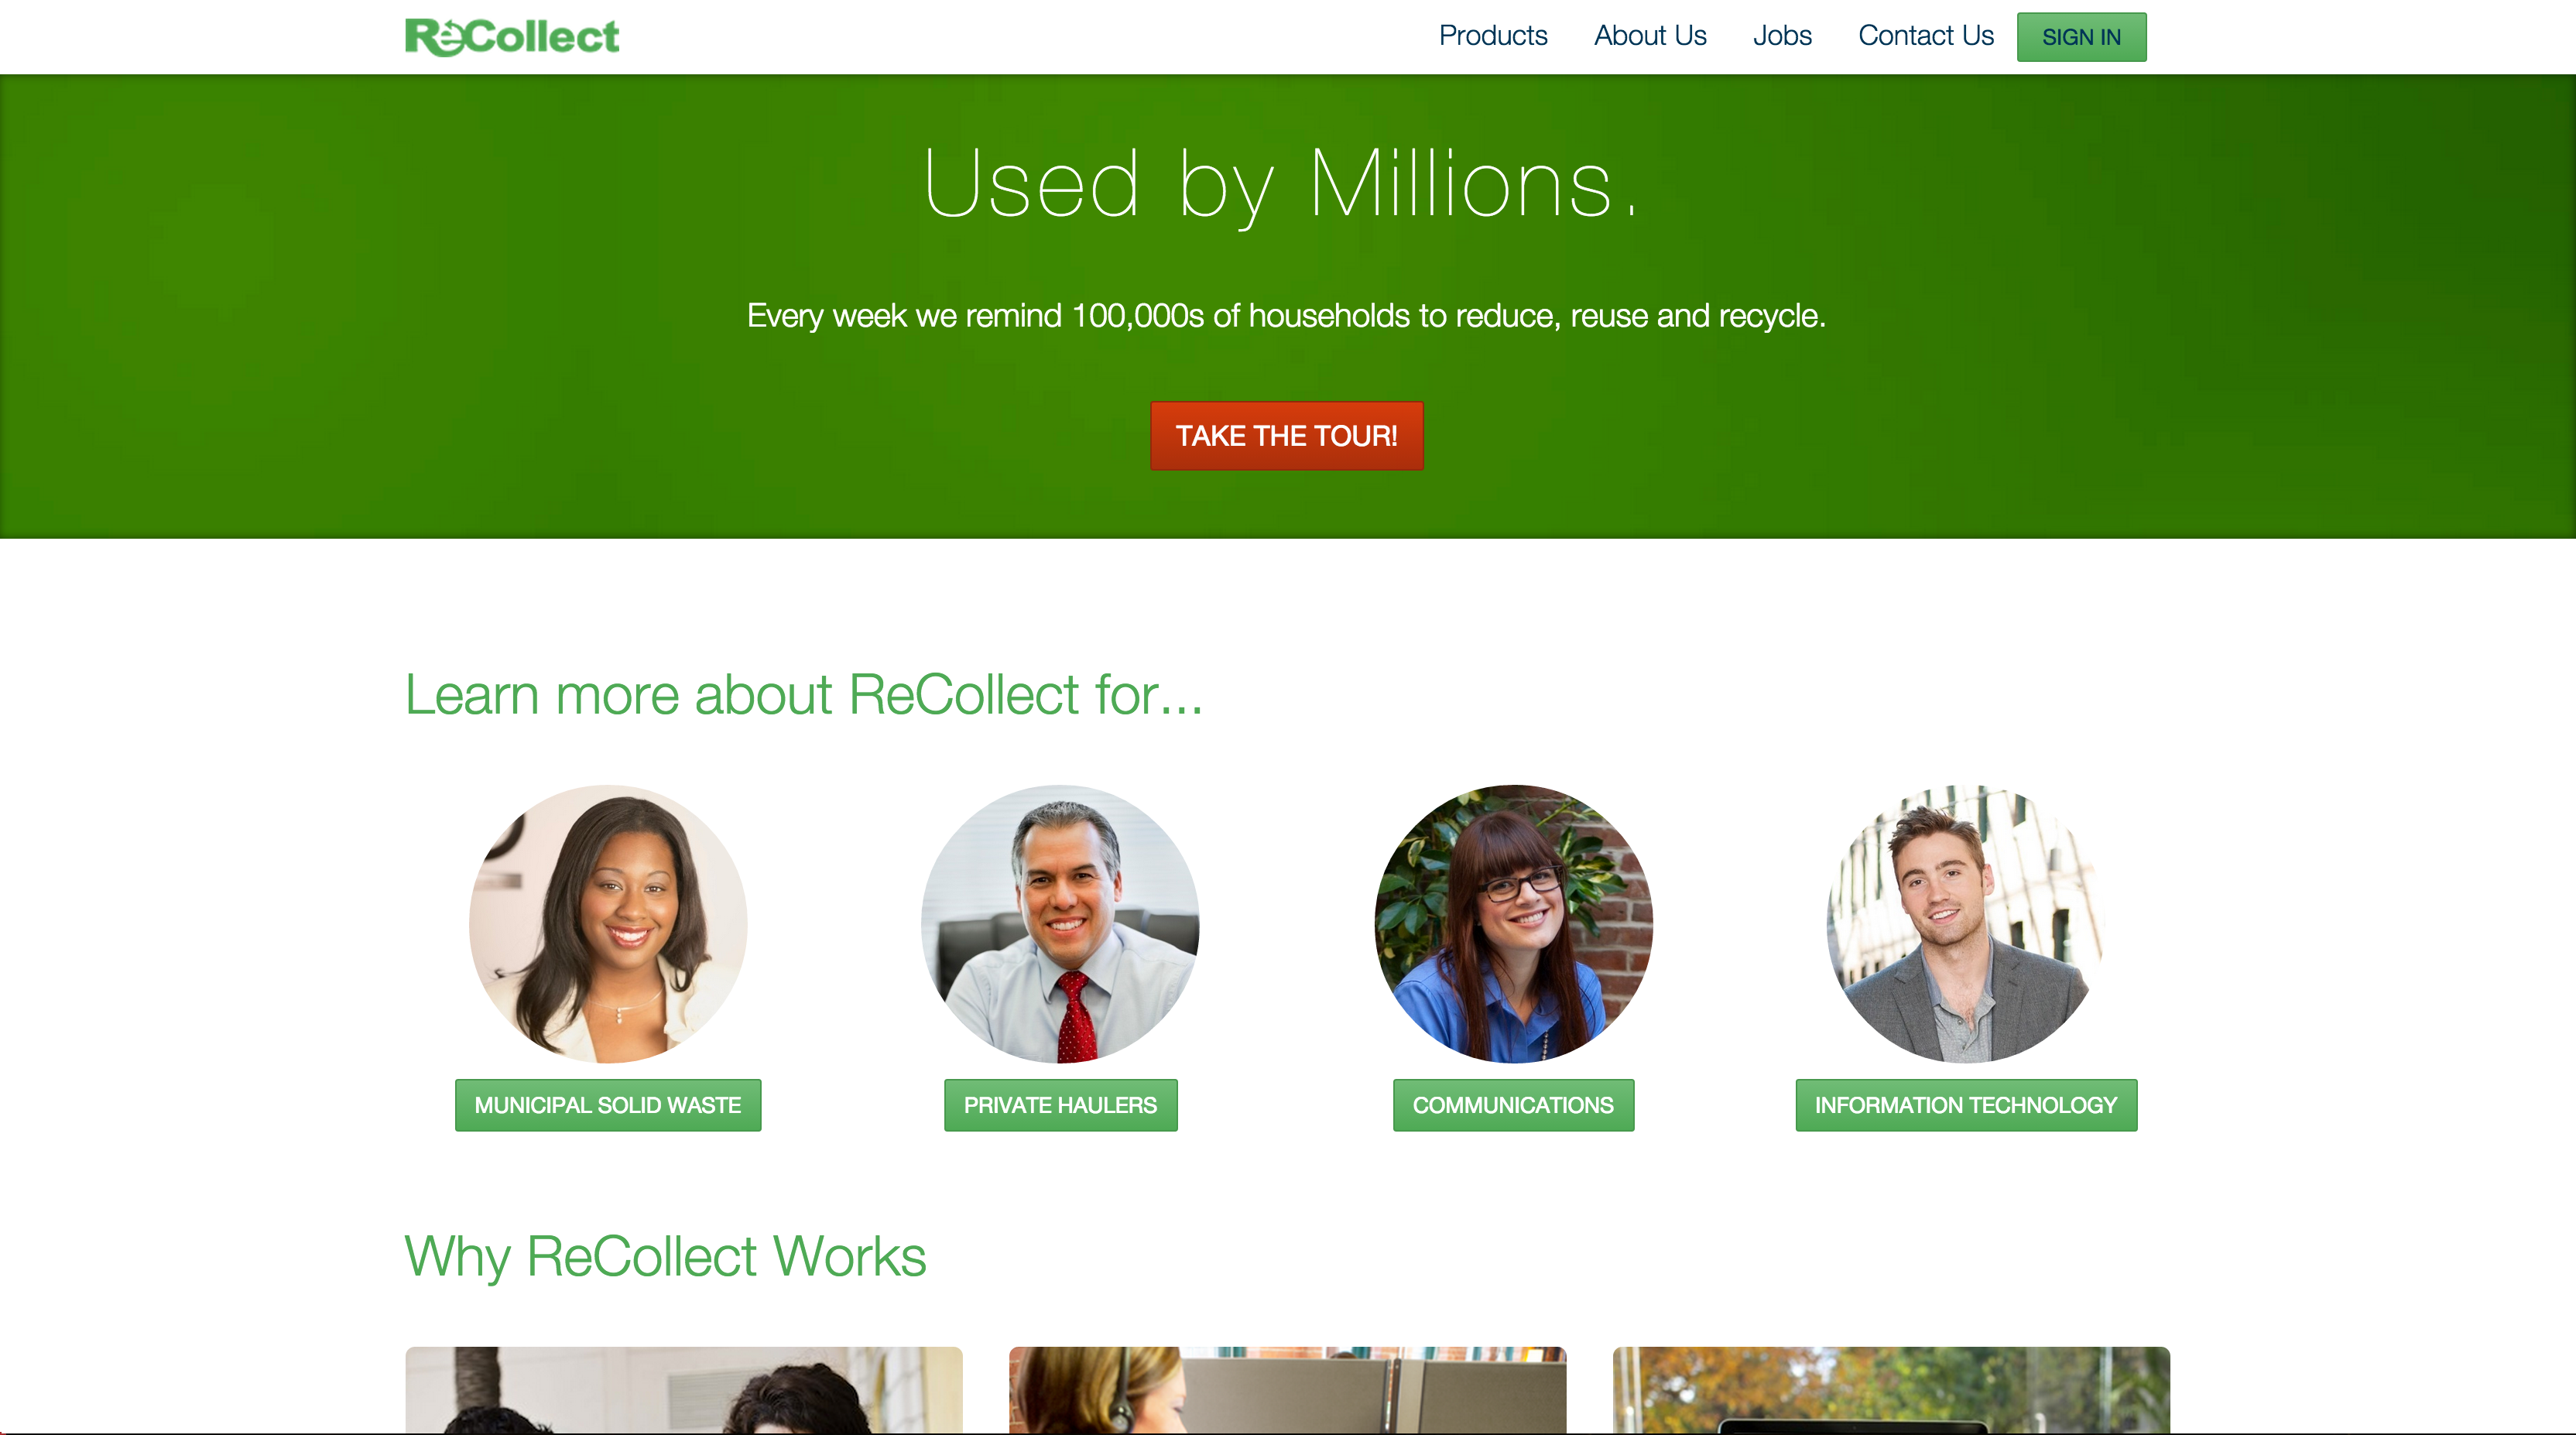 ReCollect
Products About Us Jobs Contact Us SIGN IN
Used by Millions.
Every week we remind 100,000s of households to reduce, reuse and recycle.
TAKE THE TOUR!
Learn more about ReCollect for...
MUNICIPAL SOLID WASTE PRIVATE HAULERS COMMUNICATIONS INFORMATION TECHNOLOGY
Why ReCollect Works